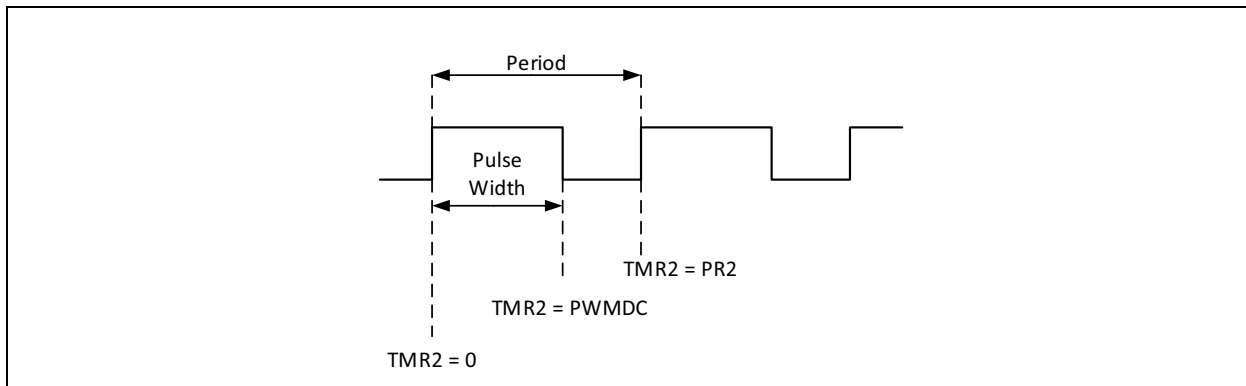 Period
Pulse
Width
TMR2 = PR2
TMR2 = PWMDC
TMR2 = 0